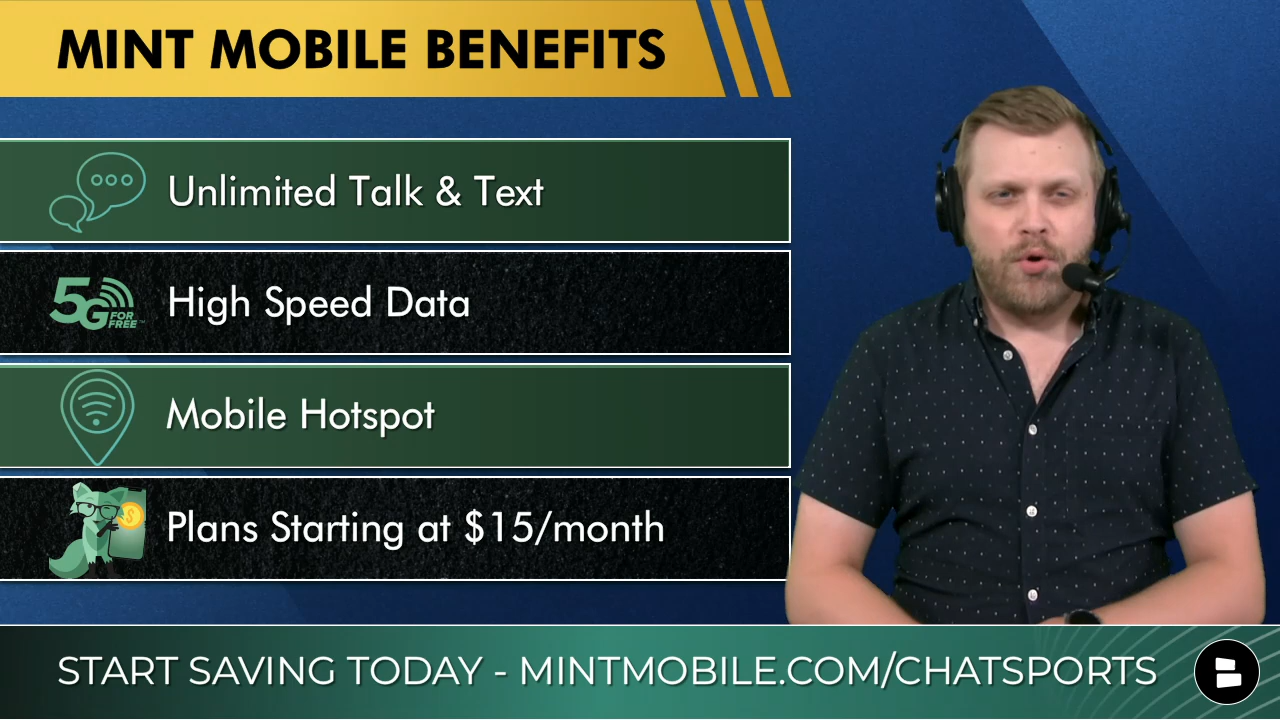 MINT MOBILE BENEFITS
Unlimited Talk & Text
5G FOR FREE™
High Speed Data
Mobile Hotspot
Plans Starting at $15/month
START SAVING TODAY - MINTMOBILE.COM/CHATSPORTS